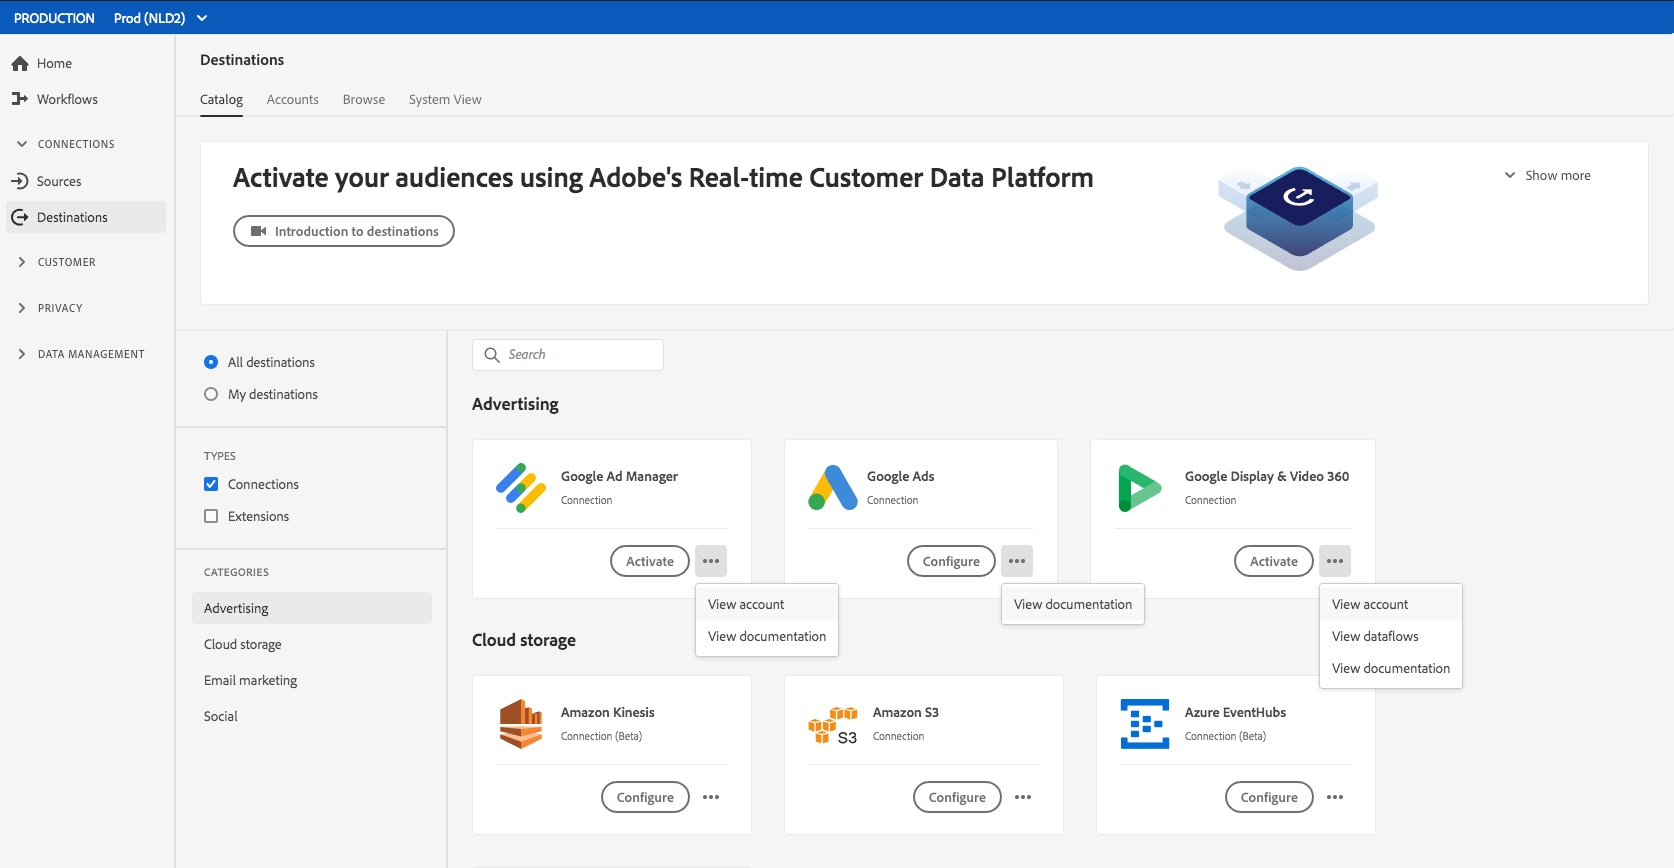 PRODUCTION Prod (NLD2)
Home
Workflows
CONNECTIONS
Sources
Destinations
CUSTOMER
PRIVACY
DATA MANAGEMENT
Destinations
Catalog Accounts Browse System View
Activate your audiences using Adobe's Real-time Customer Data Platform
Show more
Introduction to destinations
All destinations
My destinations
TYPES
Connections
Extensions
CATEGORIES
Advertising
Cloud storage
Email marketing
Social
Search
Advertising
Google Ad Manager
Connection
Activate
View account
View documentation
Google Ads
Connection
Configure
View documentation
Google Display & Video 360
Connection
Activate
View account
View dataflows
View documentation
Cloud storage
Amazon Kinesis
Connection (Beta)
Configure
S3
Amazon S3
Connection
Configure
Azure EventHubs
Connection (Beta)
Configure